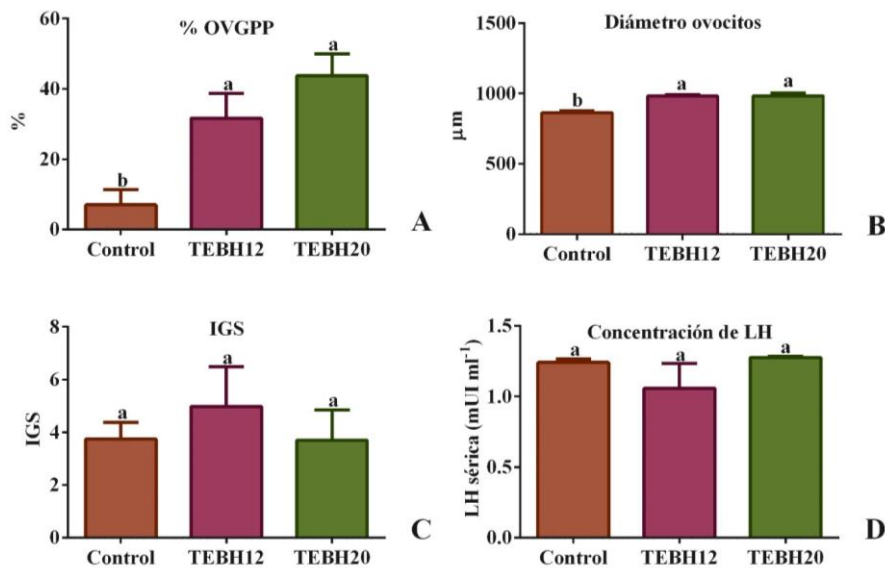 % OVGPP
60
40
20
0
%
b
a
a
Control
TEBH12
TEBH20
A
Diámetro ovocitos
1500
1000
500
0
µm
b
a
a
Control
TEBH12
TEBH20
B
IGS
8
6
4
2
0
IGS
a
a
a
Control
TEBH12
TEBH20
C
Concentración de LH
1.5
1.0
0.5
0.0
LH sérica (mUI ml⁻¹)
a
a
a
Control
TEBH12
TEBH20
D